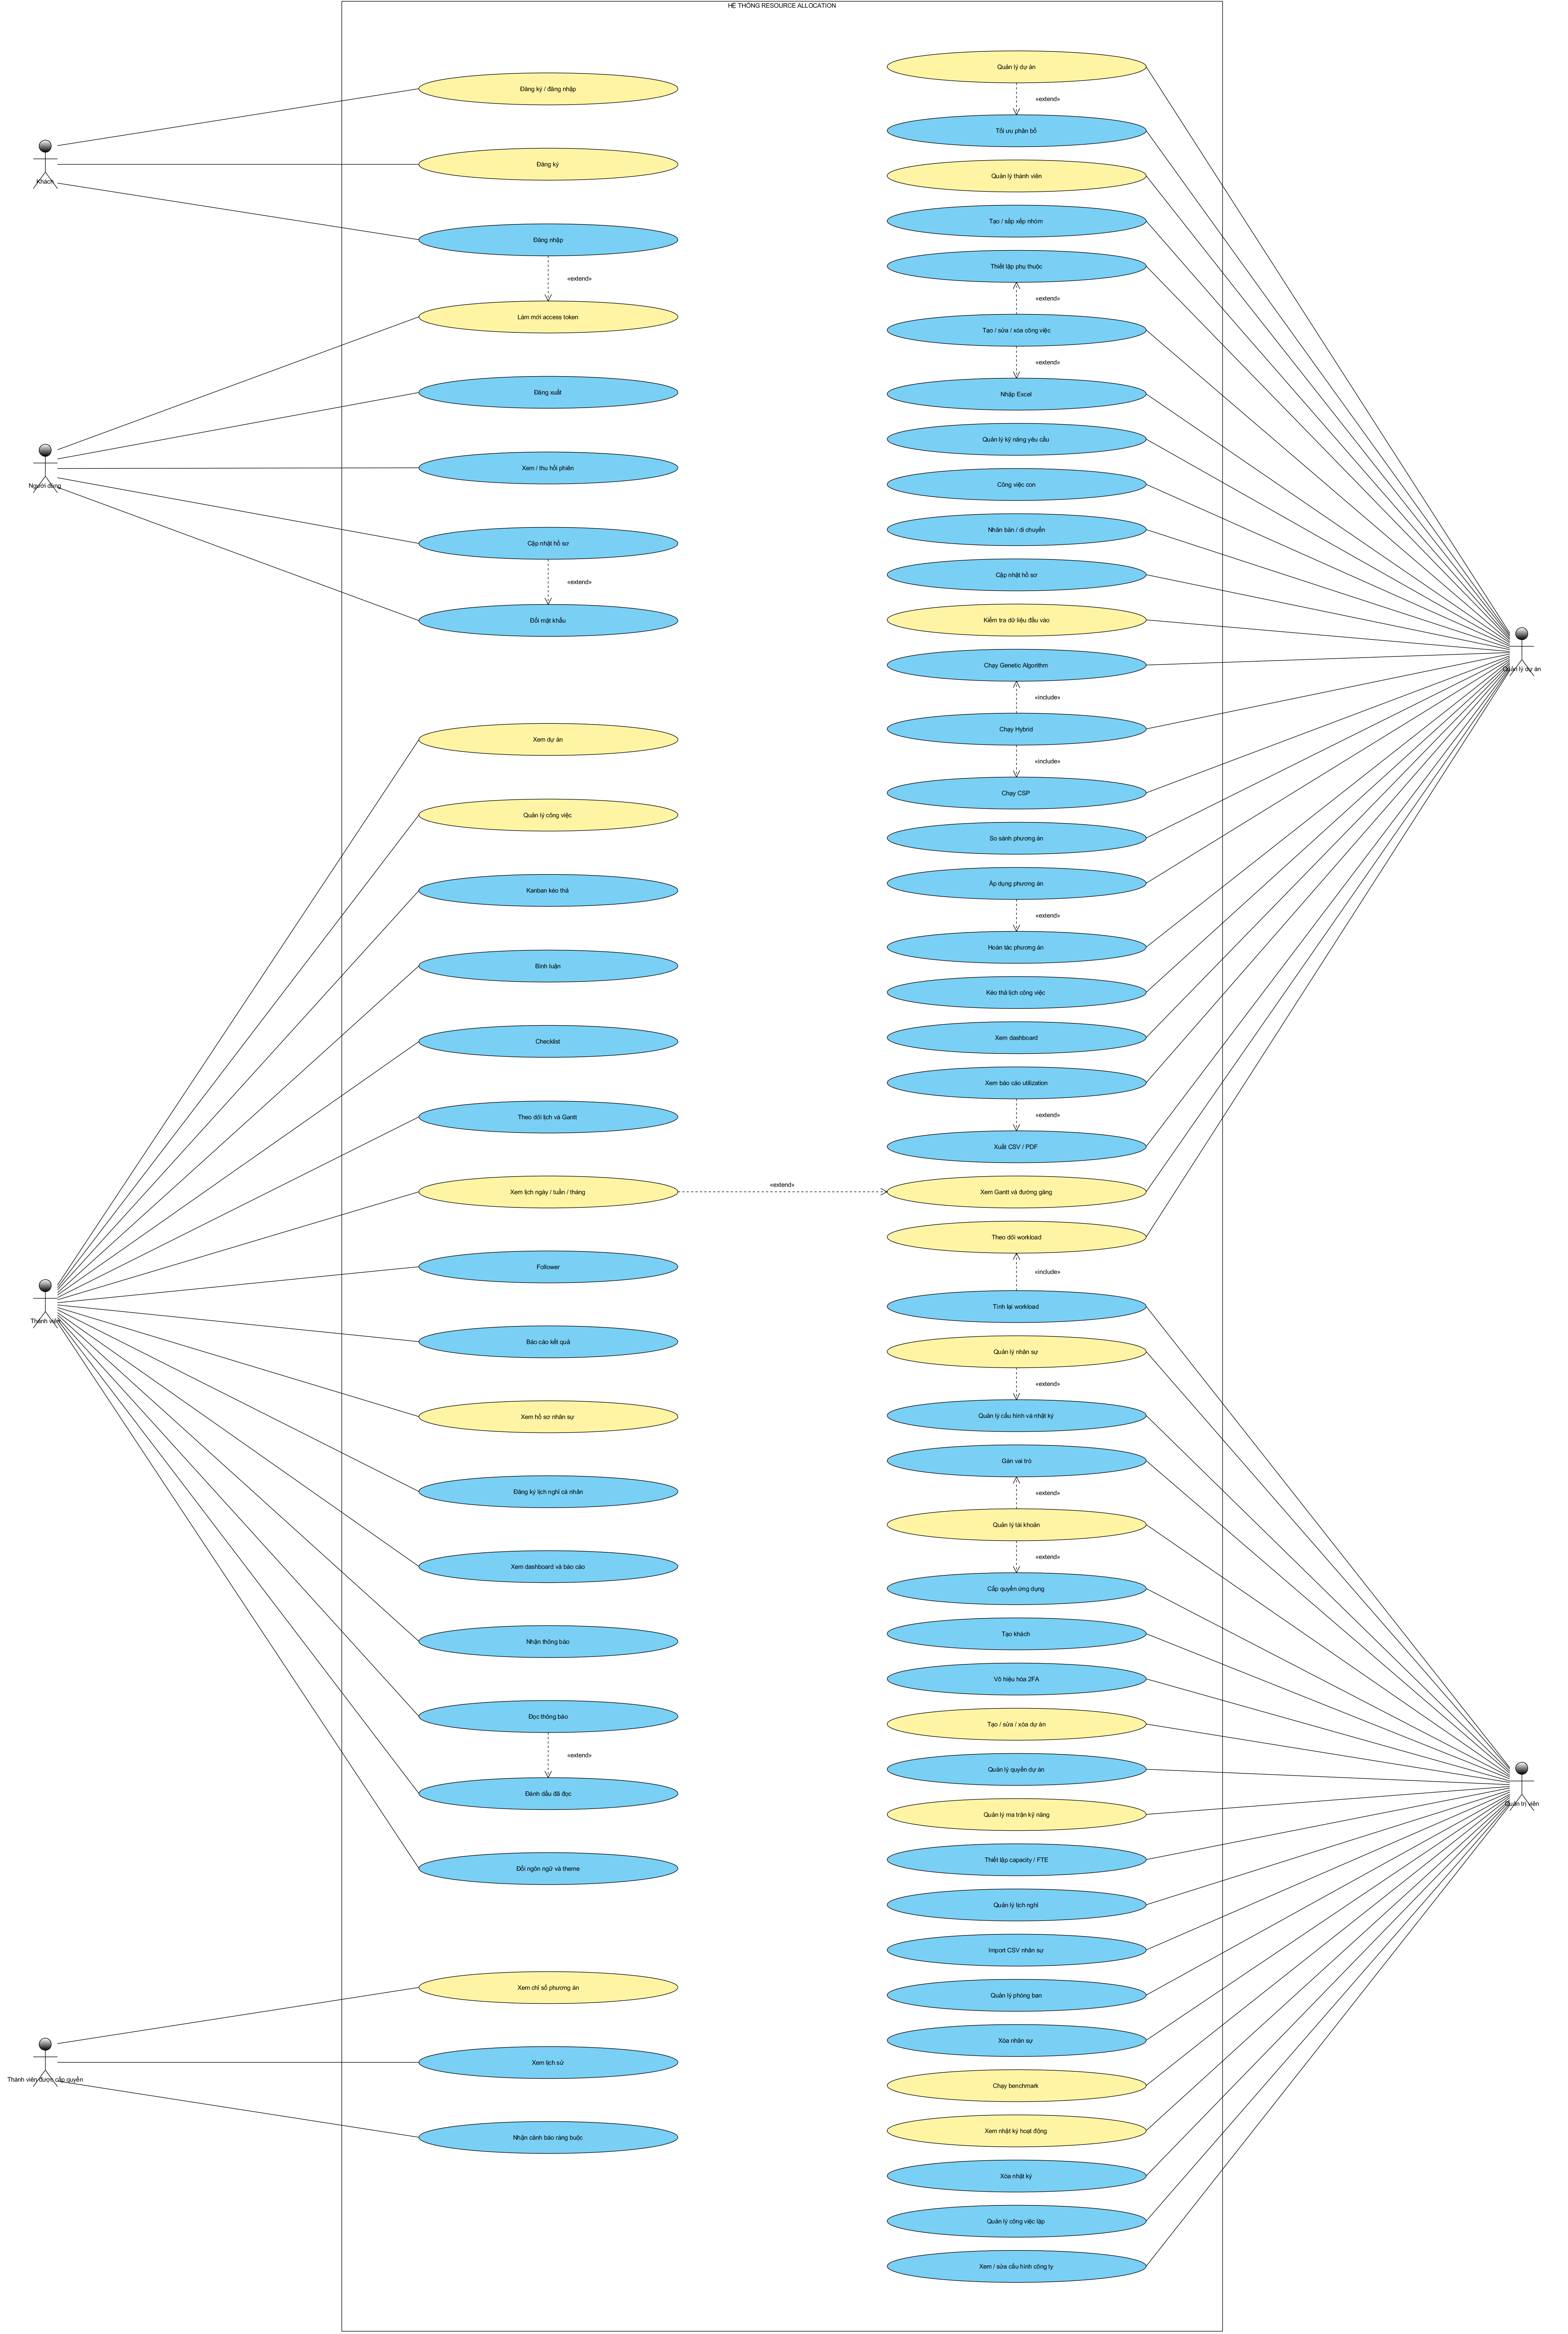 HỆ THỐNG RESOURCE ALLOCATION
Khách
Đăng ký / đăng nhập
Đăng ký
Đăng nhập
«extend»
Làm mới access token
Người dùng
Đăng xuất
Xem / thu hồi phiên
Cập nhật hồ sơ
«extend»
Đổi mật khẩu
Xem dự án
Quản lý công việc
Kanban kéo thả
Bình luận
Checklist
Theo dõi lịch và Gantt
Xem lịch ngày / tuần / tháng
«extend»
Follower
Thành viên
Báo cáo kết quả
Xem hồ sơ nhân sự
Đăng ký lịch nghỉ cá nhân
Xem dashboard và báo cáo
Nhận thông báo
Đọc thông báo
«extend»
Đánh dấu đã đọc
Đổi ngôn ngữ và theme
Xem chỉ số phương án
Xem lịch sử
Thành viên được cấp quyền
Nhận cảnh báo ràng buộc
Quản lý dự án
«extend»
Tối ưu phân bổ
Quản lý thành viên
Tạo / sắp xếp nhóm
Thiết lập phụ thuộc
«extend»
Tạo / sửa / xóa công việc
«extend»
Nhập Excel
Quản lý kỹ năng yêu cầu
Công việc con
Nhân bản / di chuyển
Cập nhật hồ sơ
Kiểm tra dữ liệu đầu vào
Chạy Genetic Algorithm
Quản lý dự án
«include»
Chạy Hybrid
«include»
Chạy CSP
So sánh phương án
Áp dụng phương án
«extend»
Hoàn tác phương án
Kéo thả lịch công việc
Xem dashboard
Xem báo cáo utilization
«extend»
Xuất CSV / PDF
Xem Gantt và đường găng
Theo dõi workload
«include»
Tính lại workload
Quản lý nhân sự
«extend»
Quản lý cấu hình và nhật ký
Gán vai trò
«extend»
Quản lý tài khoản
«extend»
Cấp quyền ứng dụng
Tạo khách
Vô hiệu hóa 2FA
Tạo / sửa / xóa dự án
Quản lý quyền dự án
Quản trị viên
Quản lý ma trận kỹ năng
Thiết lập capacity / FTE
Quản lý lịch nghỉ
Import CSV nhân sự
Quản lý phòng ban
Xóa nhân sự
Chạy benchmark
Xem nhật ký hoạt động
Xóa nhật ký
Quản lý công việc lặp
Xem / sửa cấu hình công ty